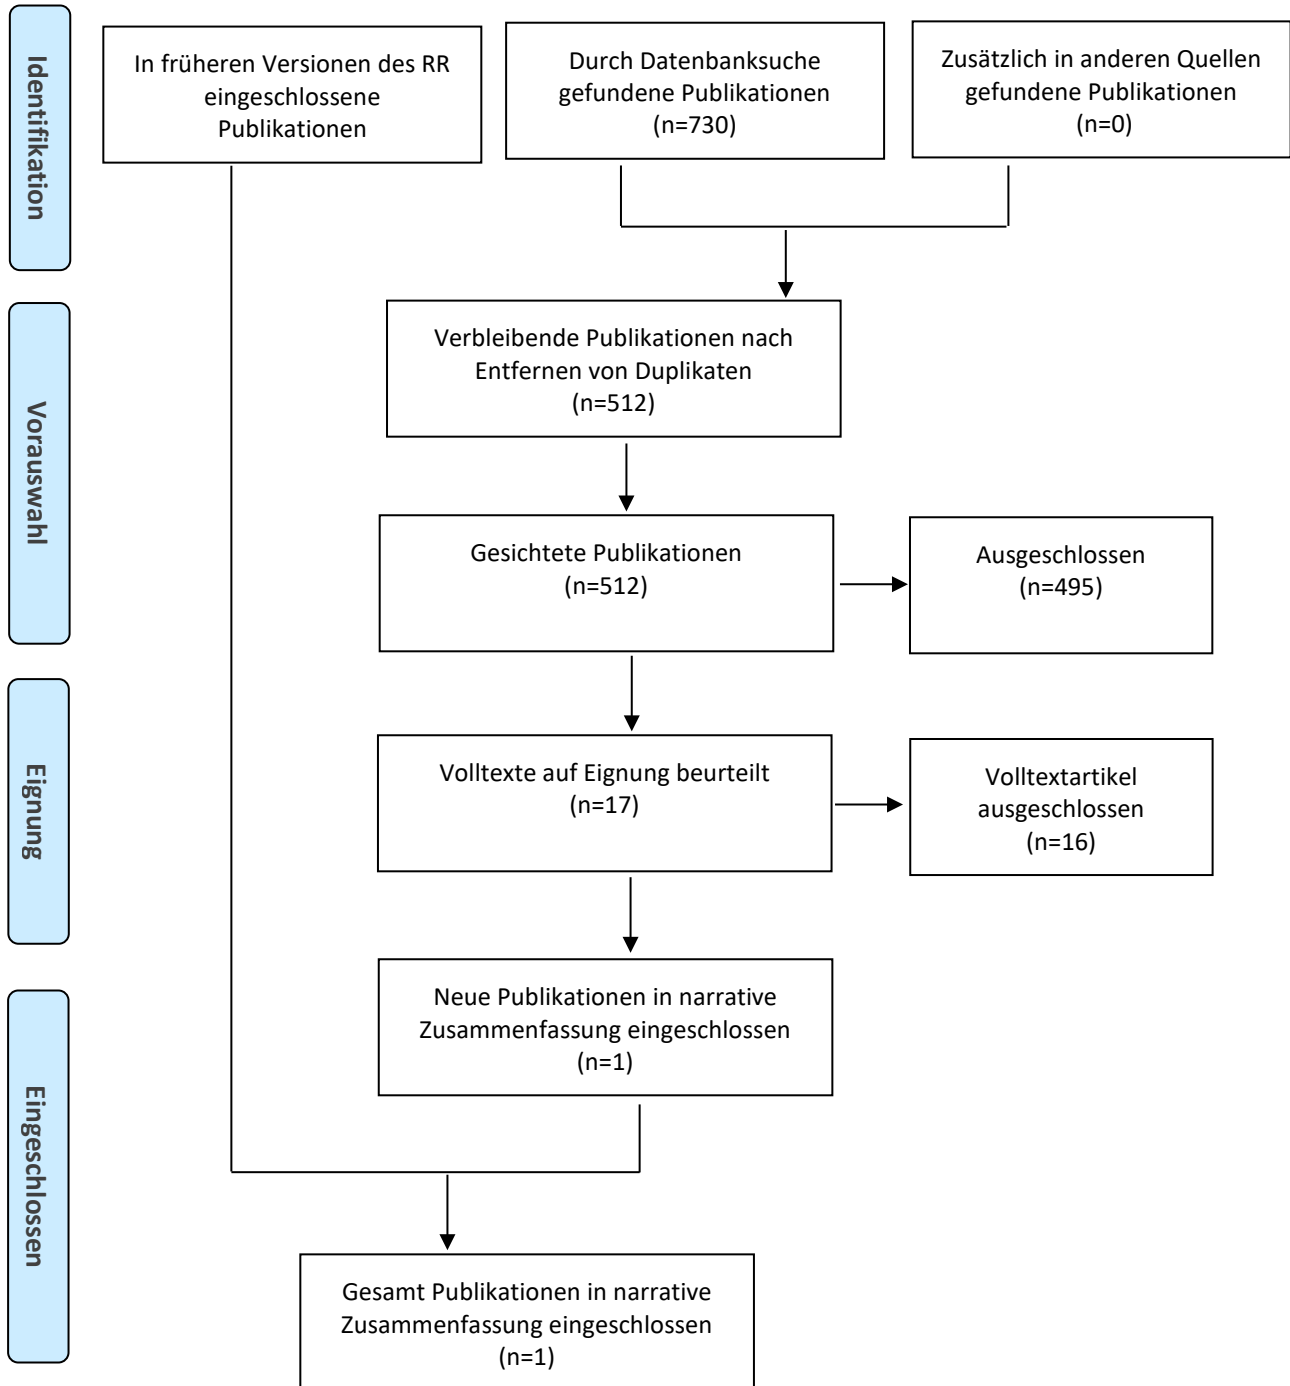 Identifikation
In früheren Versionen des RR
eingeschlossene
Publikationen
Durch Datenbanksuche
gefundene Publikationen
(n=730)
Zusätzlich in anderen Quellen
gefundene Publikationen
(n=0)
Vorauswahl
Verbleibende Publikationen nach
Entfernen von Duplikaten
(n=512)
Gesichtete Publikationen
(n=512)
Ausgeschlossen
(n=495)
Eignung
Volltexte auf Eignung beurteilt
(n=17)
Volltextartikel
ausgeschlossen
(n=16)
Eingeschlossen
Neue Publikationen in narrative
Zusammenfassung eingeschlossen
(n=1)
Gesamt Publikationen in narrative
Zusammenfassung eingeschlossen
(n=1)